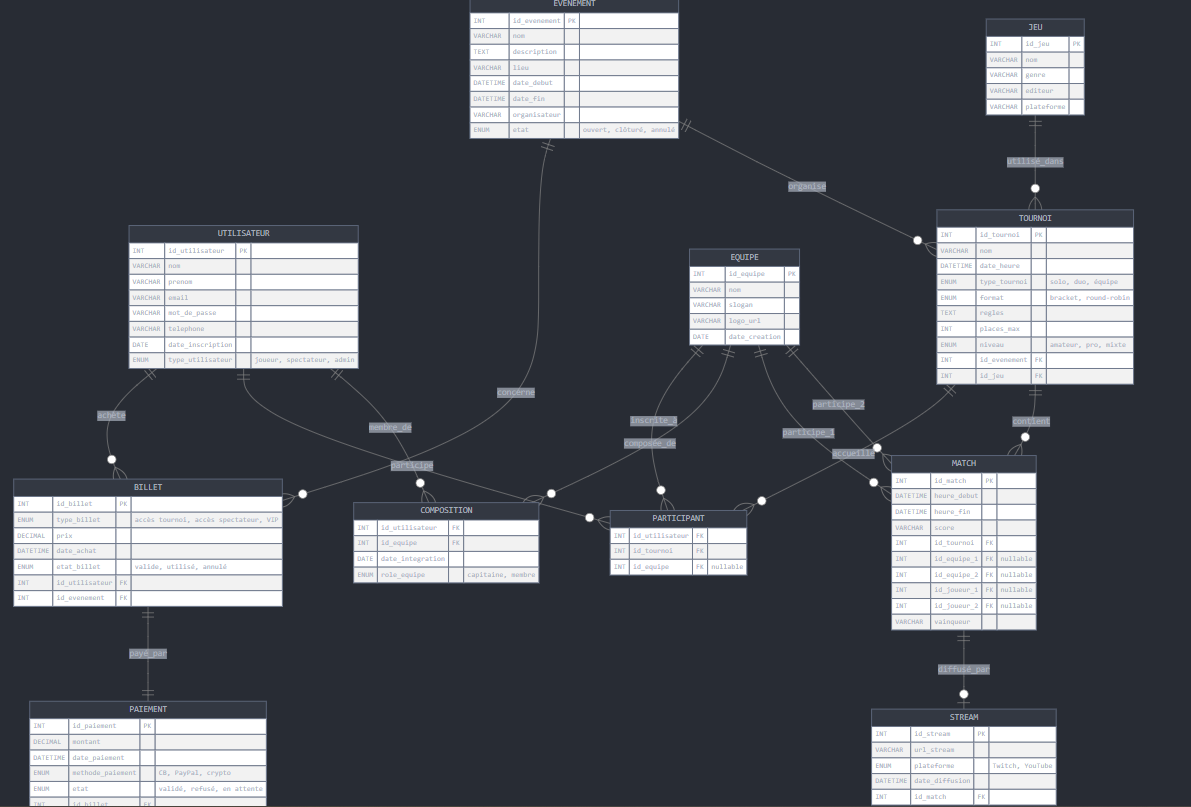 EVENEMENT
INT id_evenement PK
VARCHAR nom
TEXT description
VARCHAR lieu
DATETIME date_debut
DATETIME date_fin
VARCHAR organisateur
ENUM etat ouvert, clôturé, annulé
JEU
INT id_jeu PK
VARCHAR nom
VARCHAR genre
VARCHAR editeur
VARCHAR plateforme
utilisé_dans
organise
UTILISATEUR
INT id_utilisateur PK
VARCHAR nom
VARCHAR prenom
VARCHAR email
VARCHAR mot_de_passe
VARCHAR telephone
DATE date_inscription
ENUM type_utilisateur joueur, spectateur, admin
EQUIPE
INT id_equipe PK
VARCHAR nom
VARCHAR slogan
VARCHAR logo_url
DATE date_creation
TOURNOI
INT id_tournoi PK
VARCHAR nom
DATETIME date_heure
ENUM type_tournoi solo, duo, équipe
ENUM format bracket, round-robin
TEXT regles
INT places_max
ENUM niveau amateur, pro, mixte
INT id_evenement FK
INT id_jeu FK
concerne
achète
membre_de
participe
inscrite_à
composée_de
participe_2
participe_1
accueille
contient
BILLET
INT id_billet PK
ENUM type_billet accès tournoi, accès spectateur, VIP
DECIMAL prix
DATETIME date_achat
ENUM etat_billet valide, utilisé, annulé
INT id_utilisateur FK
INT id_evenement FK
COMPOSITION
INT id_utilisateur FK
INT id_equipe FK
DATE date_integration
ENUM role_equipe capitaine, membre
PARTICIPANT
INT id_utilisateur FK
INT id_tournoi FK
INT id_equipe FK nullable
MATCH
INT id_match PK
DATETIME heure_debut
DATETIME heure_fin
VARCHAR score
INT id_tournoi FK
INT id_equipe_1 FK nullable
INT id_equipe_2 FK nullable
INT id_joueur_1 FK nullable
INT id_joueur_2 FK nullable
VARCHAR vainqueur
payé_par
diffusé_par
PAIEMENT
INT id_paiement PK
DECIMAL montant
DATETIME date_paiement
ENUM methode_paiement CB, PayPal, crypto
ENUM etat validé, refusé, en attente
INT id_billet FK
STREAM
INT id_stream PK
VARCHAR url_stream
ENUM plateforme Twitch, YouTube
DATETIME date_diffusion
INT id_match FK